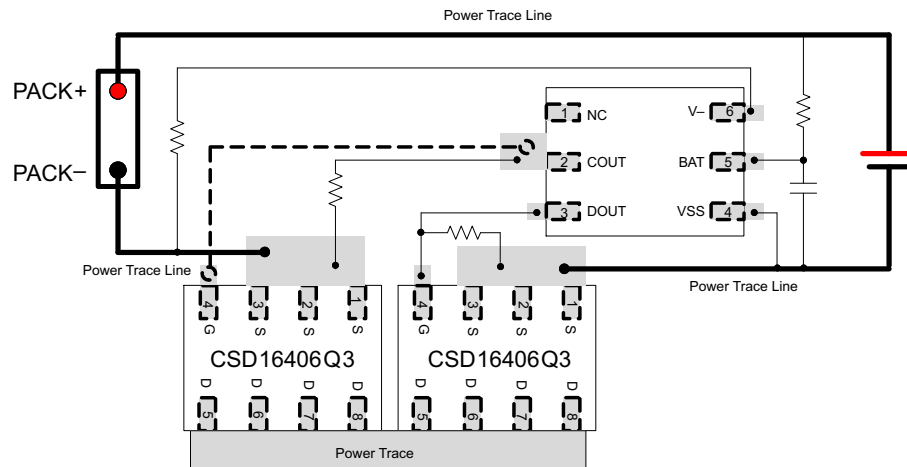 Power Trace Line
PACK+
PACK–
1 NC
V– 6
2 COUT
BAT 5
3 DOUT
VSS 4
Power Trace Line
Power Trace Line
4 3 2 1
G S S S
CSD16406Q3
D D D D
5 6 7 8
4 3 2 1
G S S S
CSD16406Q3
D D D D
5 6 7 8
Power Trace